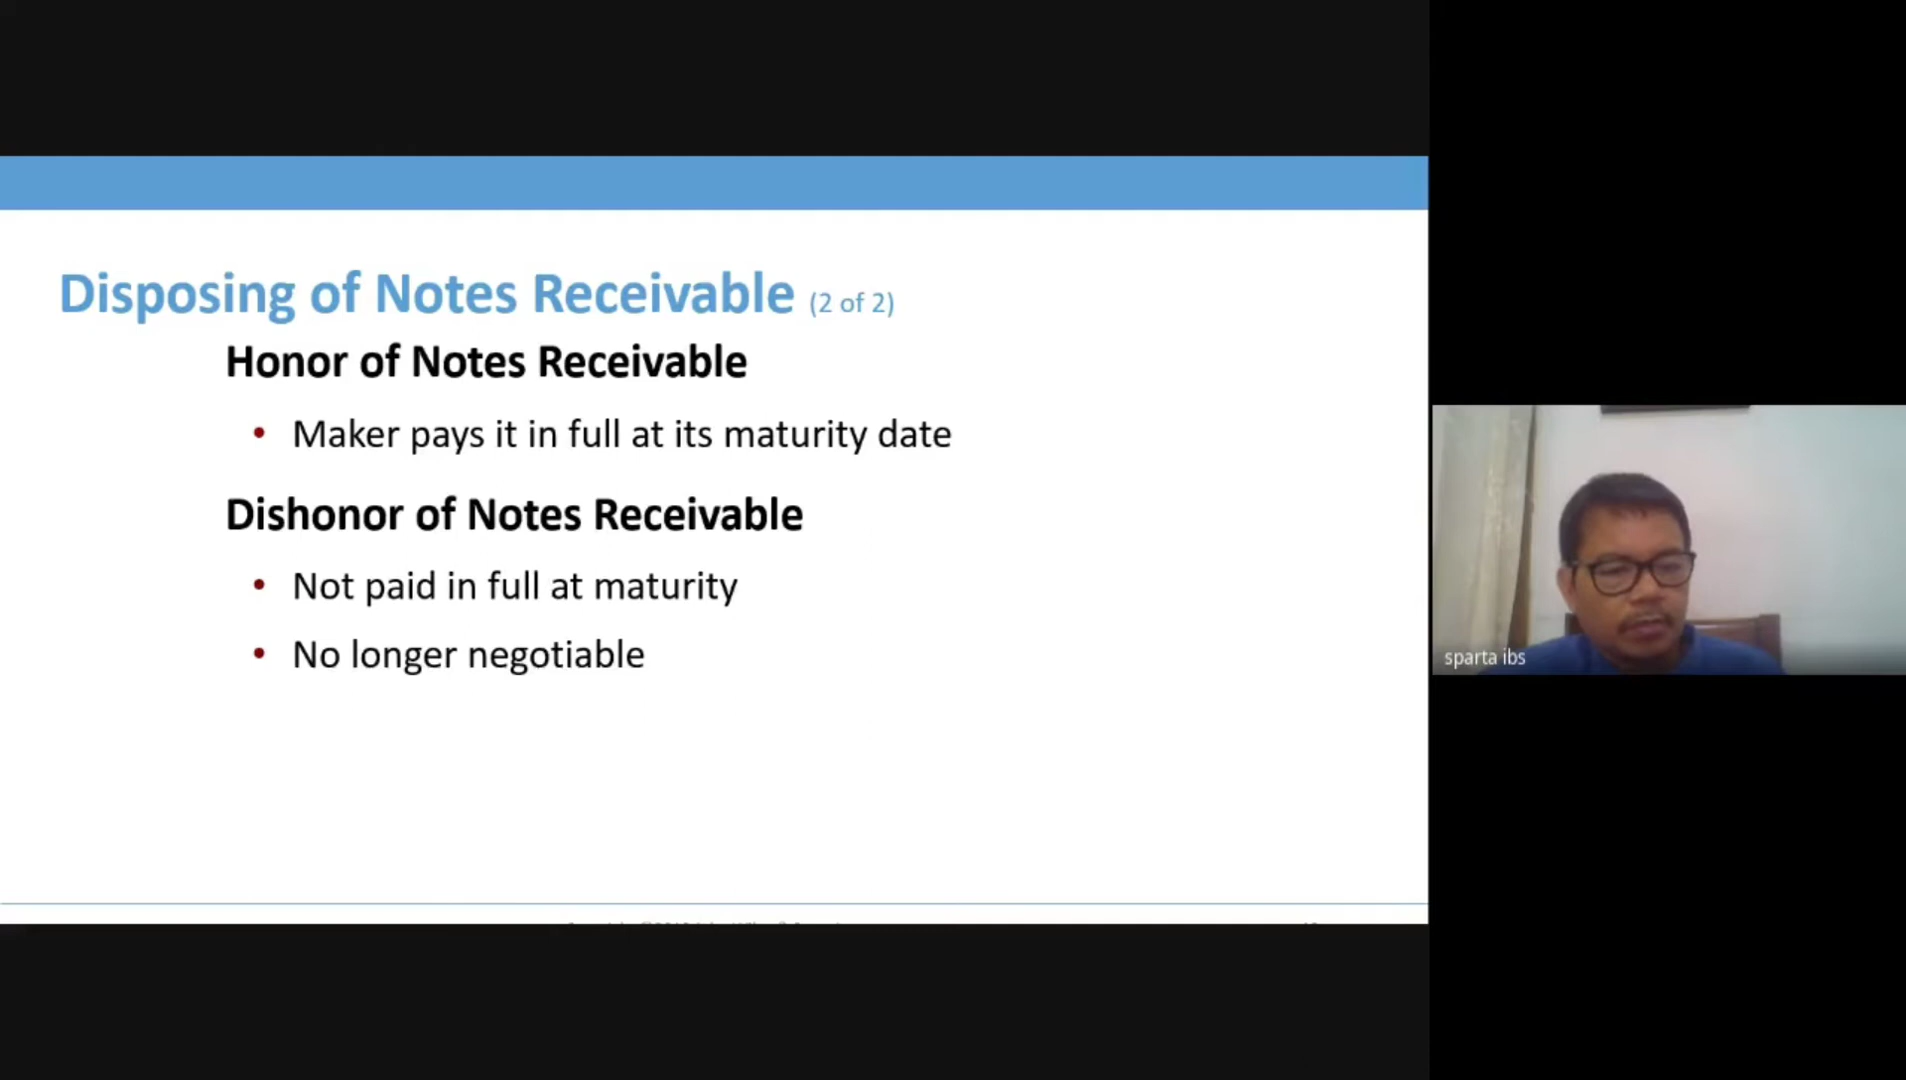 Disposing of Notes Receivable (2 of 2)
Honor of Notes Receivable
• Maker pays it in full at its maturity date
Dishonor of Notes Receivable
• Not paid in full at maturity
• No longer negotiable
sparta ibs